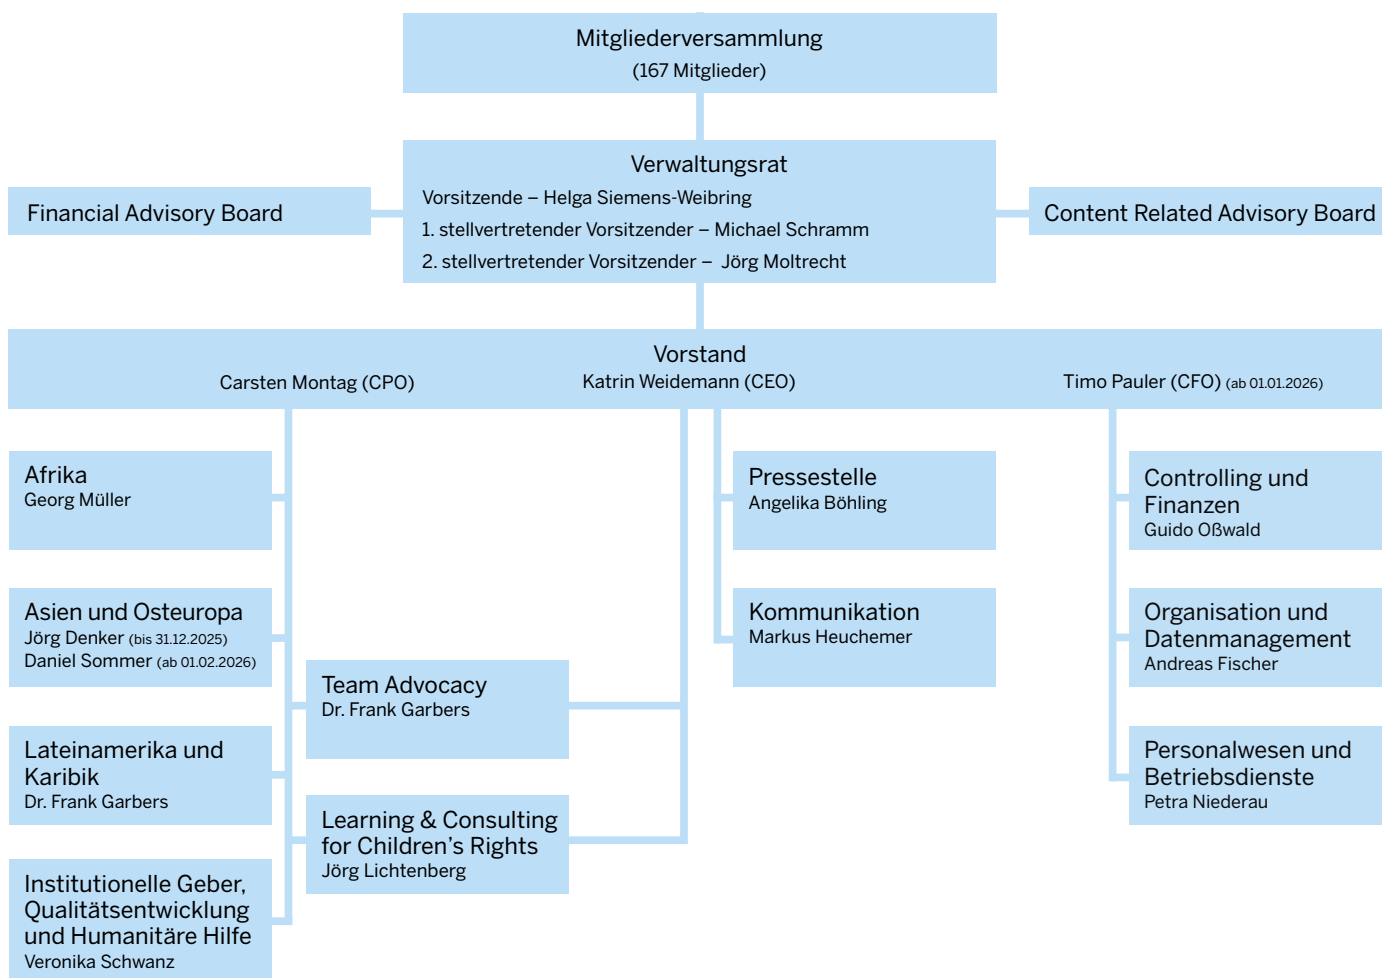 Mitgliederversammlung
(167 Mitglieder)
Verwaltungsrat
Vorsitzende – Helga Siemens-Weibring
1. stellvertretender Vorsitzender – Michael Schramm
2. stellvertretender Vorsitzender – Jörg Moltrecht
Financial Advisory Board
Content Related Advisory Board
Vorstand
Carsten Montag (CPO)
Katrin Weidemann (CEO)
Timo Pauler (CFO) (ab 01.01.2026)
Afrika
Georg Müller
Asien und Osteuropa
Jörg Denker (bis 31.12.2025)
Daniel Sommer (ab 01.02.2026)
Lateinamerika und
Karibik
Dr. Frank Garbers
Institutionelle Geber,
Qualitätsentwicklung
und Humanitäre Hilfe
Veronika Schwanz
Team Advocacy
Dr. Frank Garbers
Learning & Consulting
for Children’s Rights
Jörg Lichtenberg
Pressestelle
Angelika Böhling
Kommunikation
Markus Heuchemer
Controlling und
Finanzen
Guido Oßwald
Organisation und
Datenmanagement
Andreas Fischer
Personalwesen und
Betriebsdienste
Petra Niederau